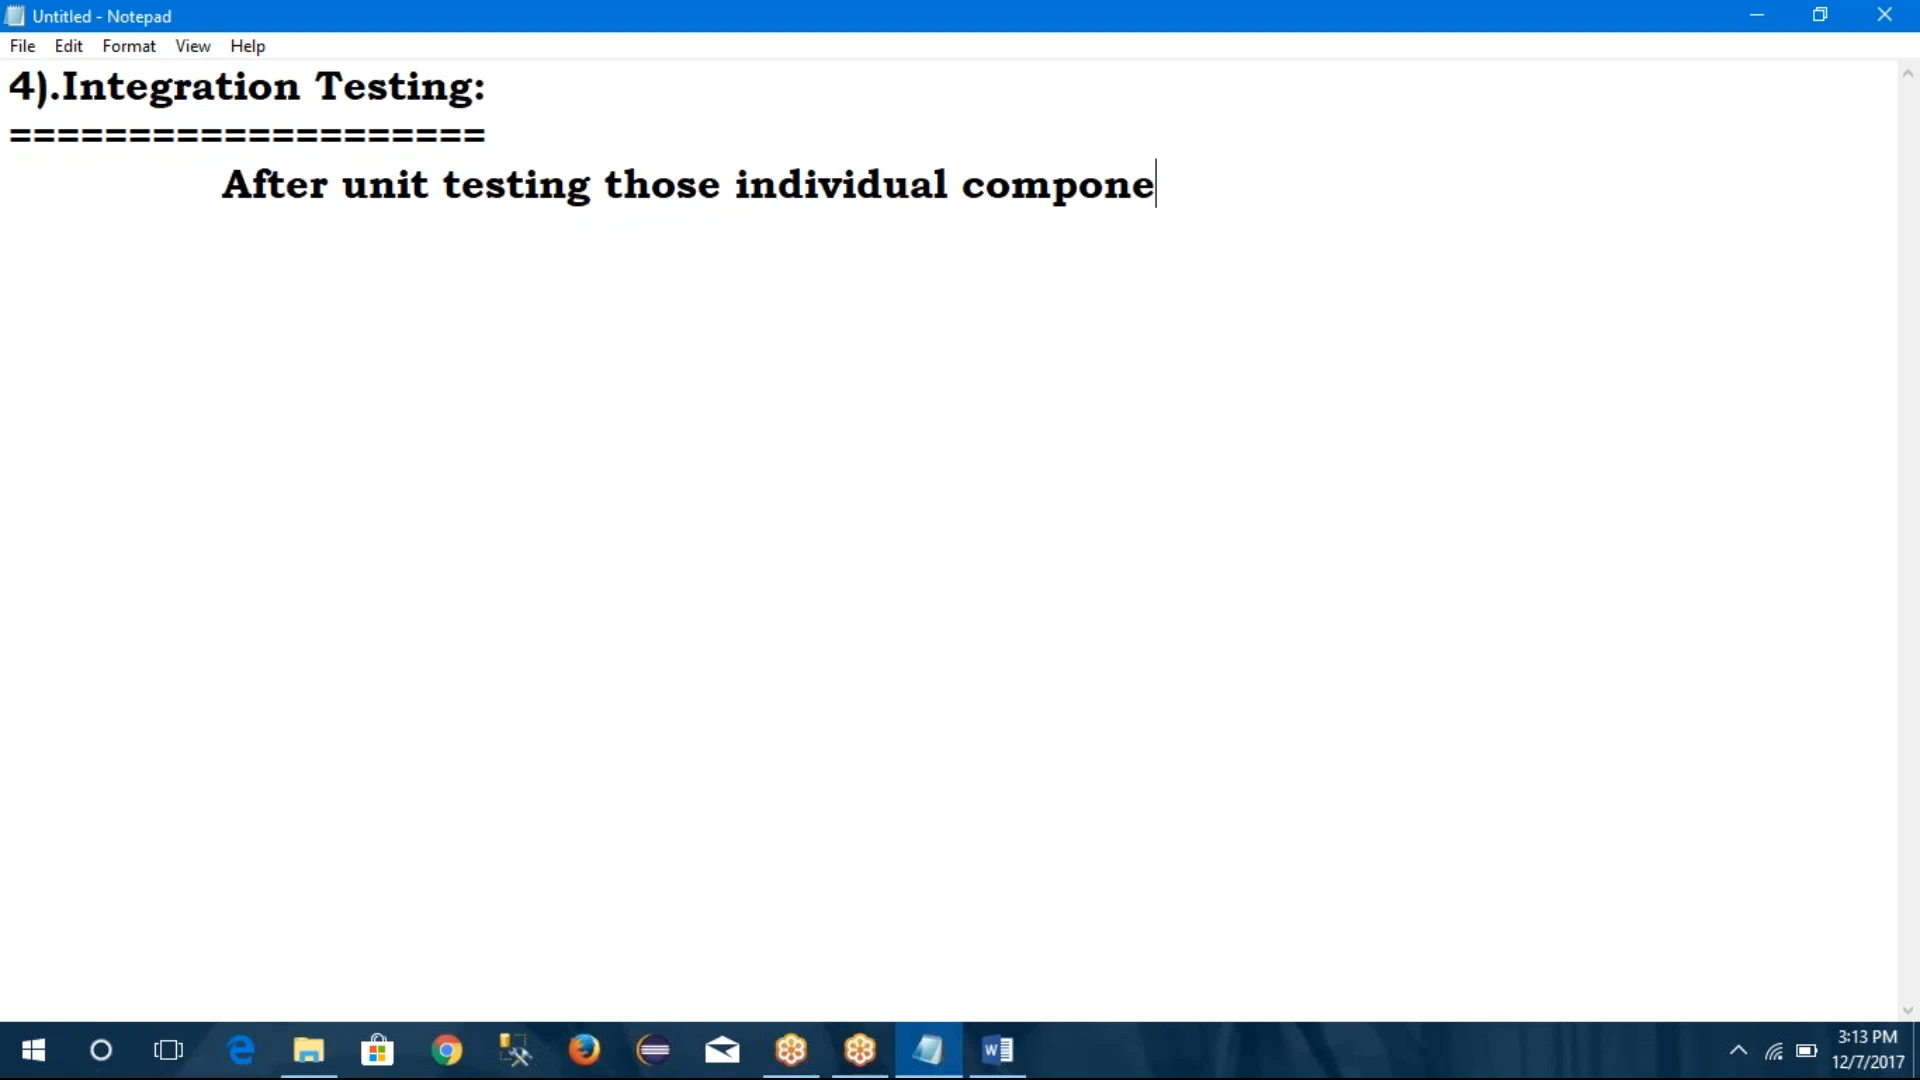 Untitled - Notepad
File Edit Format View Help
4).Integration Testing:
====================
After unit testing those individual compone
3:13 PM
12/7/2017